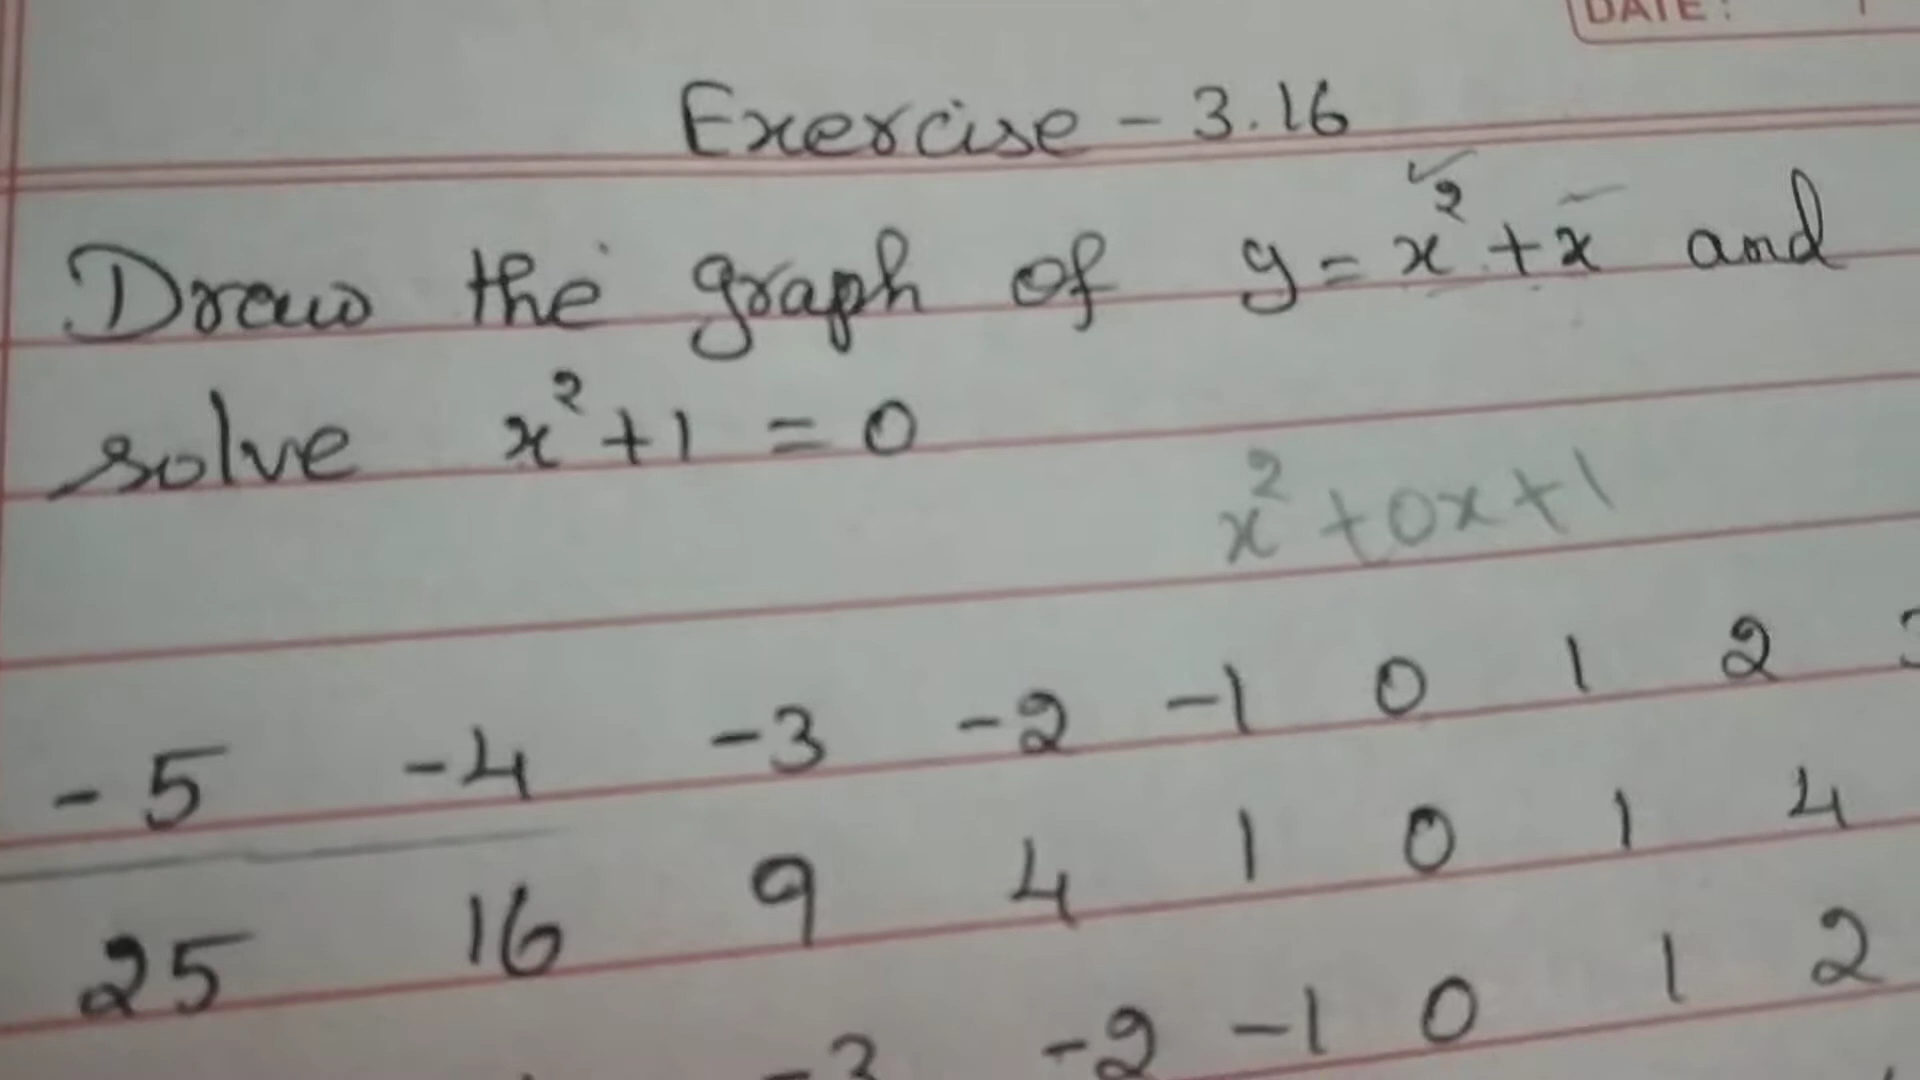 DATE:
Exercise - 3.16
Draw the graph of y = x² + x and
solve x² + 1 = 0
x² + 0x + 1
-5 -4 -3 -2 -1 0 1 2
25 16 9 4 1 0 1 4
-3 -2 -1 0 1 2